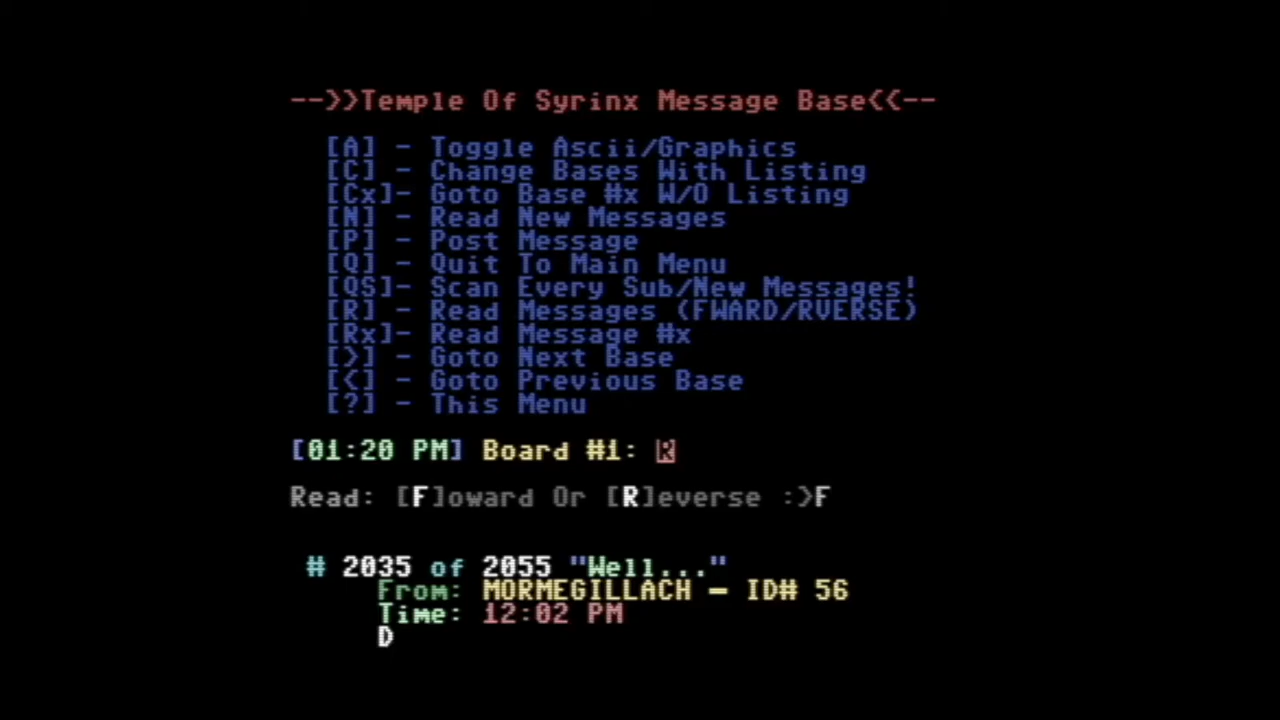 -->>Temple Of Syrinx Message Base<<--
[A] - Toggle Ascii/Graphics
[C] - Change Bases With Listing
[Cx]- Goto Base #x W/O Listing
[N] - Read New Messages
[P] - Post Message
[Q] - Quit To Main Menu
[QS]- Scan Every Sub/New Messages!
[R] - Read Messages (FWARD/RVERSE)
[Rx]- Read Message #x
[>] - Goto Next Base
[<] - Goto Previous Base
[?] - This Menu
[01:20 PM] Board #1: R
Read: [F]loward Or [R]everse :>F
# 2035 of 2055 "Well..."
From: MORMEGILLACH - ID# 56
Time: 12:02 PM
D